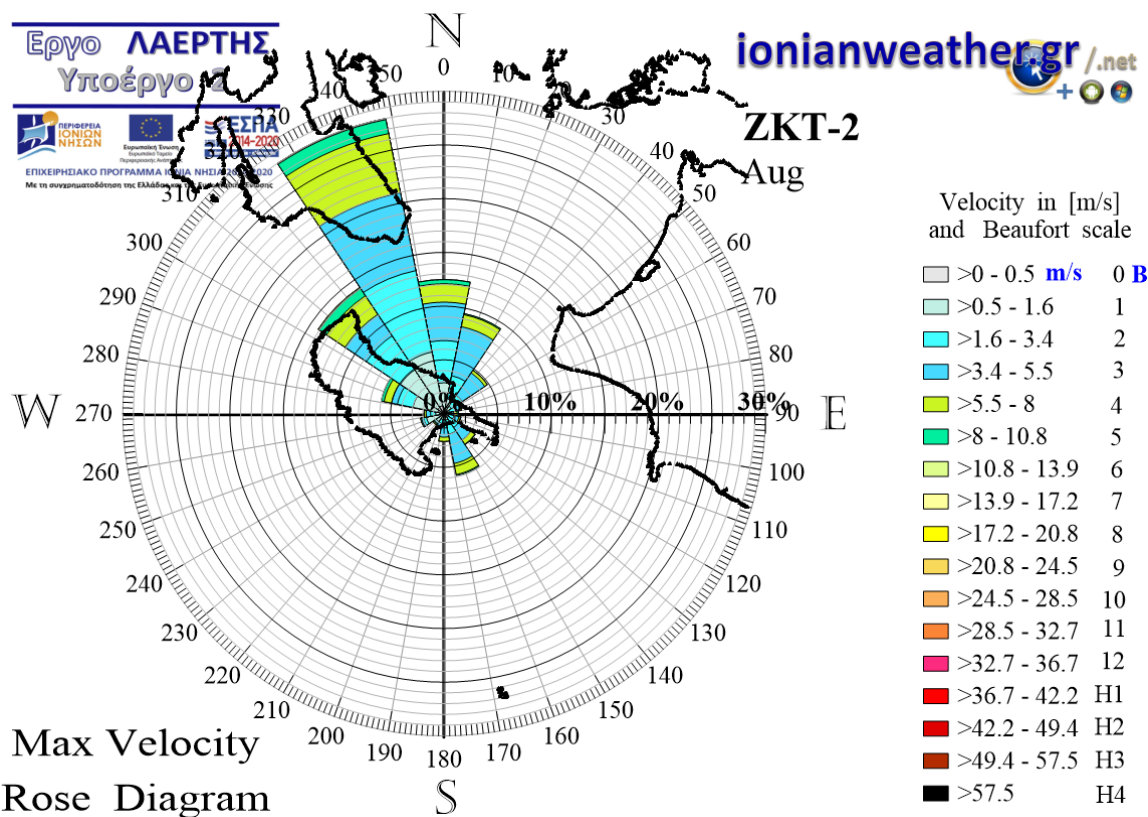 Εργο ΛΑΕΡΤΗΣ
Υποέργο 2
ΠΕΡΙΦΕΡΕΙΑ
ΙΟΝΙΩΝ
ΝΗΣΩΝ
Ευρωπαϊκή Ένωση
ΕΣΠΑ
2014-2020
N
ionianweather.gr
/.net
ZKT-2
Aug
Velocity in [m/s]
and Beaufort scale
>0 - 0.5 m/s 0 B
>0.5 - 1.6 1
>1.6 - 3.4 2
>3.4 - 5.5 3
>5.5 - 8 4
>8 - 10.8 5
>10.8 - 13.9 6
>13.9 - 17.2 7
>17.2 - 20.8 8
>20.8 - 24.5 9
>24.5 - 28.5 10
>28.5 - 32.7 11
>32.7 - 36.7 12
>36.7 - 42.2 H1
>42.2 - 49.4 H2
>49.4 - 57.5 H3
>57.5 H4
0
10
20
30
40
50
60
70
80
90
100
110
120
130
140
150
160
170
180
190
200
210
220
230
240
250
260
270
280
290
300
310
W
E
S
0%
10%
20%
30%
Max Velocity
Rose Diagram